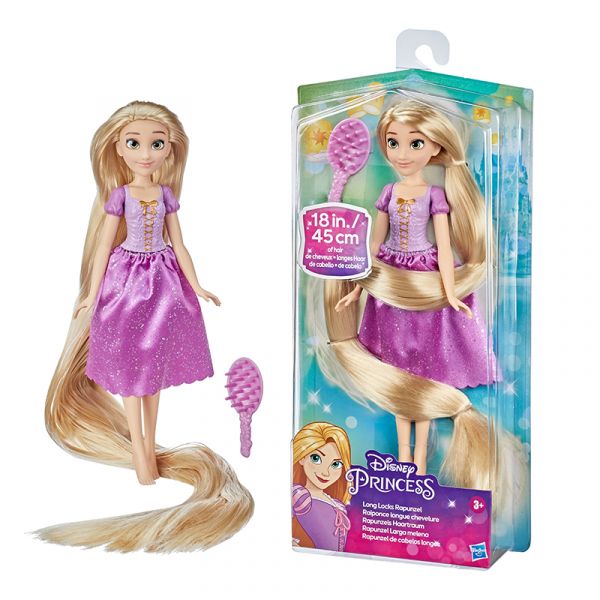 18 in./
45 cm
of hair
de cheveux • langes Haar
de cabello • de cabelo
Disney
PRINCESS
Long Locks Rapunzel
Raiponce longue chevelure
Rapunzels Haartraum
Rapunzel Larga melena
Rapunzel de cabelos longos
3+
Hasbro